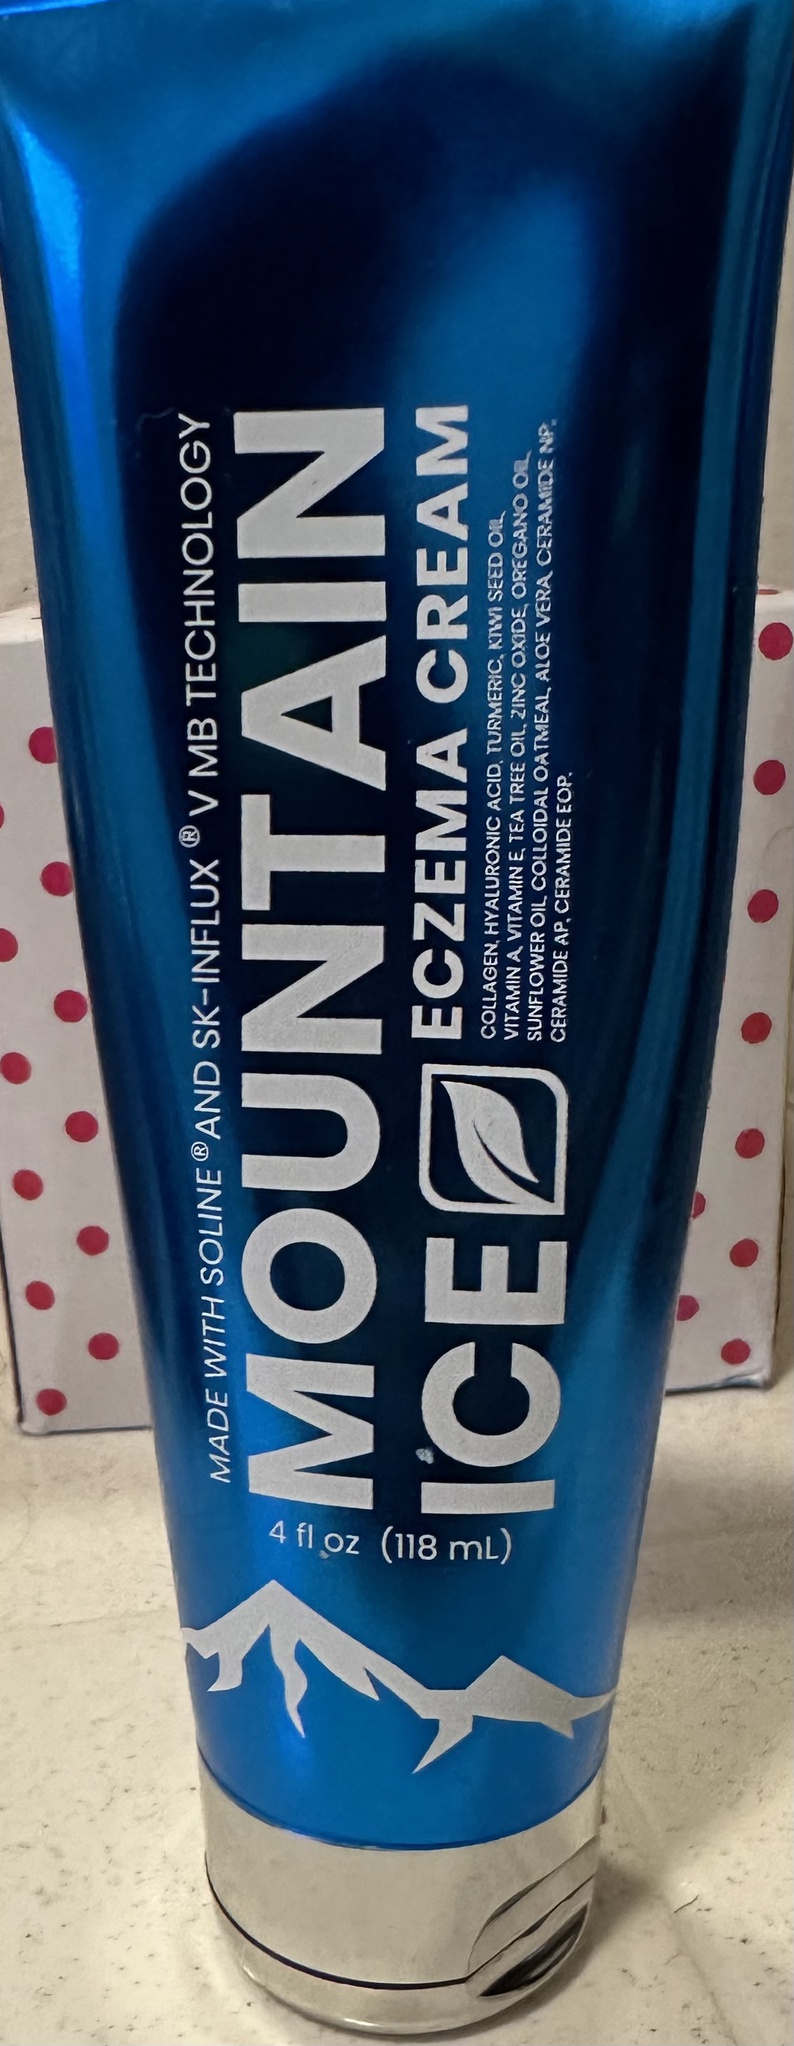 MADE WITH SOLINE® AND SK-INFLUX® V MB TECHNOLOGY
MOUNTAIN
ICE
ECZEMA CREAM
COLLAGEN, HYALURONIC ACID, TURMERIC, KIWI SEED OIL,
VITAMIN A, VITAMIN E, TEA TREE OIL, ZINC OXIDE, OREGANO OIL,
SUNFLOWER OIL COLLOIDAL OATMEAL, ALOE VERA, CERAMIDE NP,
CERAMIDE AP, CERAMIDE EOP,
4 fl oz (118 mL)